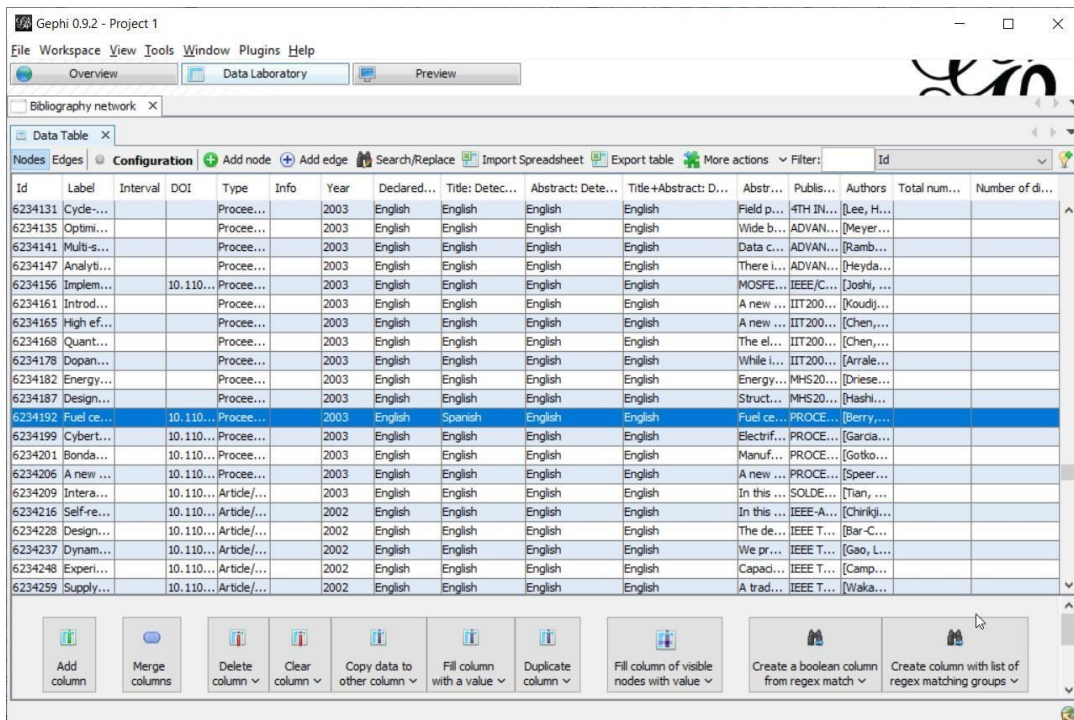 Gephi 0.9.2 - Project 1
File Workspace View Tools Window Plugins Help
Overview Data Laboratory Preview
Bibliography network
Data Table
Nodes Edges Configuration Add node Add edge Search/Replace Import Spreadsheet Export table More actions Filter: Id
Id Label Interval DOI Type Info Year Declared... Title: Detec... Abstract: Dete... Title+Abstract: D... Abstr... Publis... Authors Total num... Number of di...
6234131 Cycle-... Procee... 2003 English English English English Field p... 4TH IN... [Lee, H...
6234135 Optimi... Procee... 2003 English English English English Wide b... ADVAN... [Meyer...
6234141 Multi-s... Procee... 2003 English English English English Data c... ADVAN... [Ramb...
6234147 Analyti... Procee... 2003 English English English English There i... ADVAN... [Heyda...
6234156 Implem... 10.110... Procee... 2003 English English English English MOSFE... IEEE/C... [Joshi, ...
6234161 Introd... Procee... 2003 English English English English A new ... IIT200... [Koudij...
6234165 High ef... Procee... 2003 English English English English A new ... IIT200... [Chen,...
6234168 Quant... Procee... 2003 English English English English The el... IIT200... [Chen,...
6234178 Dopan... Procee... 2003 English English English English While i... IIT200... [Arrale...
6234182 Energy... Procee... 2003 English English English English Energy... MHS20... [Driese...
6234187 Design... Procee... 2003 English English English English Struct... MHS20... [Hashi...
6234192 Fuel ce... 10.110... Procee... 2003 English Spanish English English Fuel ce... PROCE... [Berry,...
6234199 Cybert... 10.110... Procee... 2003 English English English English Electrif... PROCE... [Garcia...
6234201 Bonda... 10.110... Procee... 2003 English English English English Manuf... PROCE... [Gotko...
6234206 A new ... 10.110... Procee... 2003 English English English English A new ... PROCE... [Speer...
6234209 Intera... 10.110... Article/... 2003 English English English English In this ... SOLDE... [Tian, ...
6234216 Self-re... 10.110... Article/... 2002 English English English English In this ... IEEE-A... [Chirikji...
6234228 Design... 10.110... Article/... 2002 English English English English The de... IEEE T... [Bar-C...
6234237 Dynam... 10.110... Article/... 2002 English English English English We pr... IEEE T... [Gao, L...
6234248 Experi... 10.110... Article/... 2002 English English English English Capaci... IEEE T... [Camp...
6234259 Supply... 10.110... Article/... 2002 English English English English A trad... IEEE T... [Waka...
Add column
Merge columns
Delete column
Clear column
Copy data to other column
Fill column with a value
Duplicate column
Fill column of visible nodes with value
Create a boolean column from regex match
Create column with list of regex matching groups